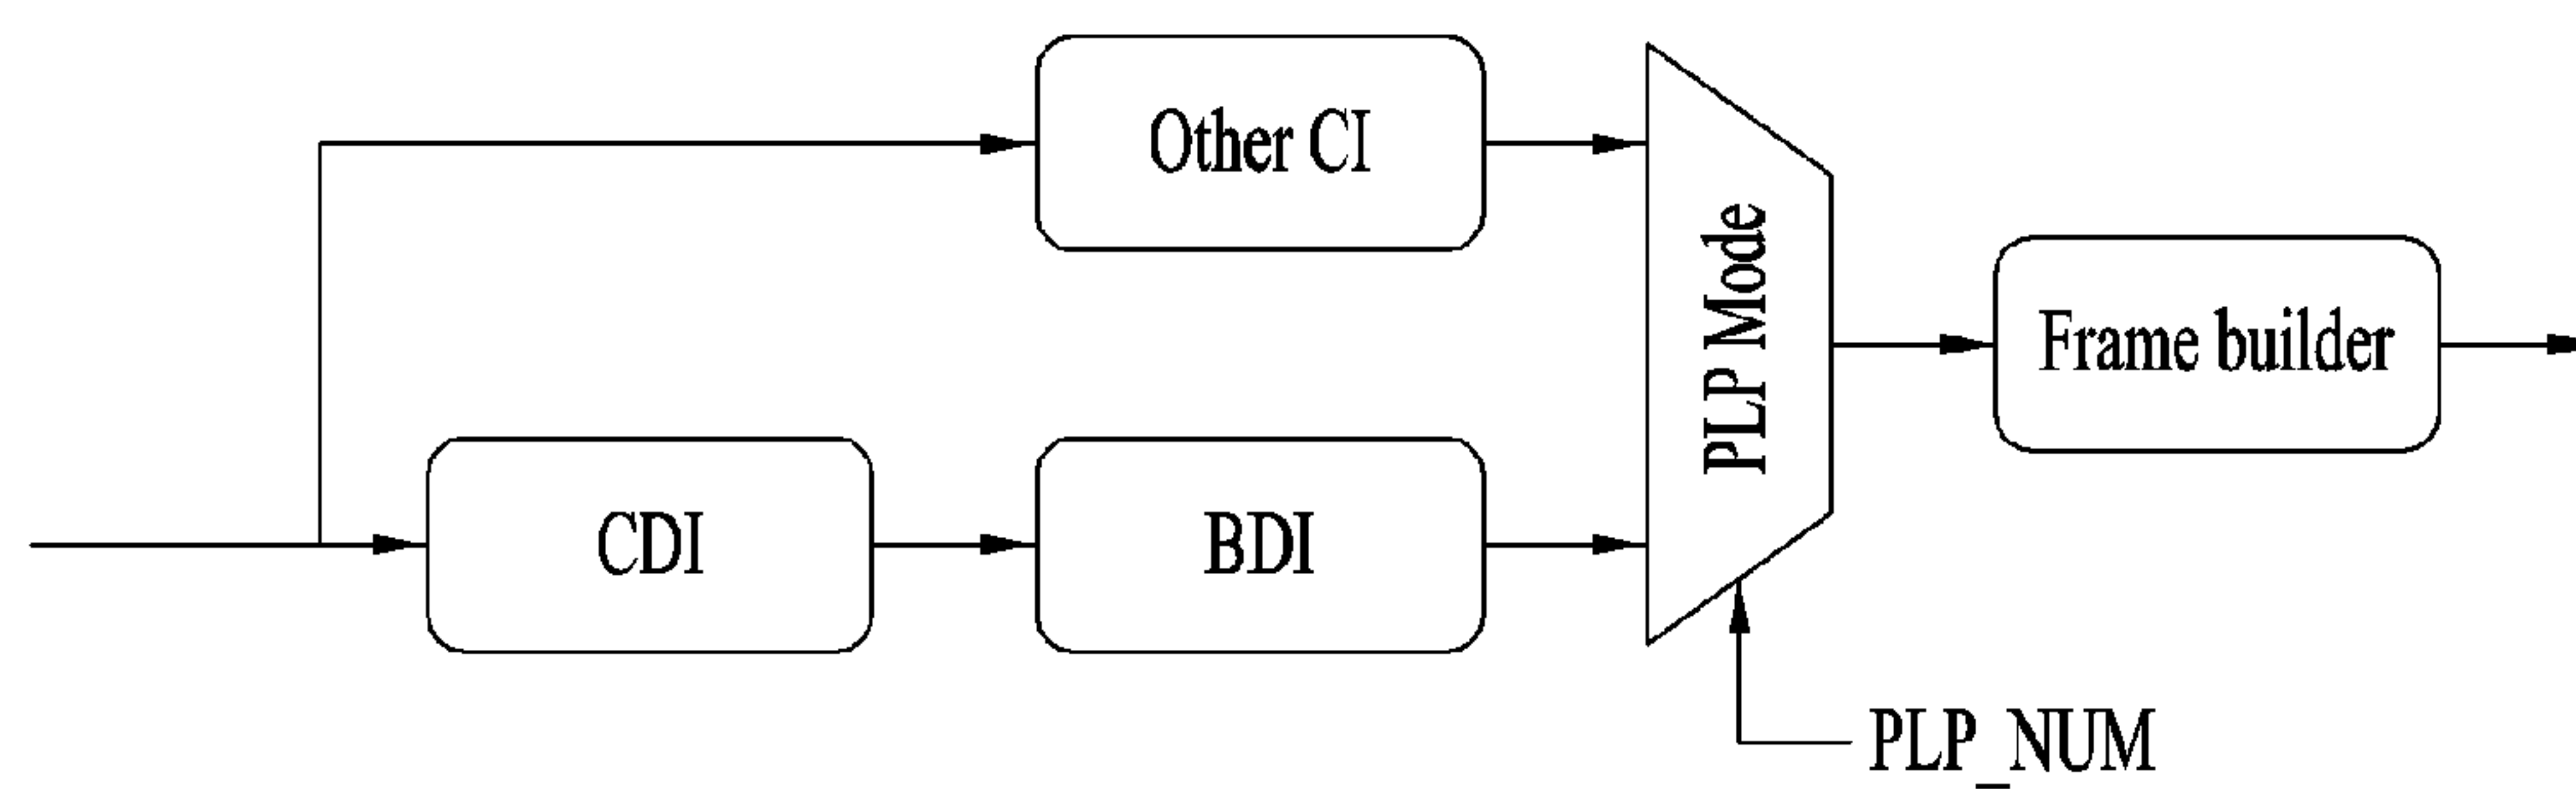 Other CI
PLP Mode
Frame builder
CDI
BDI
PLP_NUM